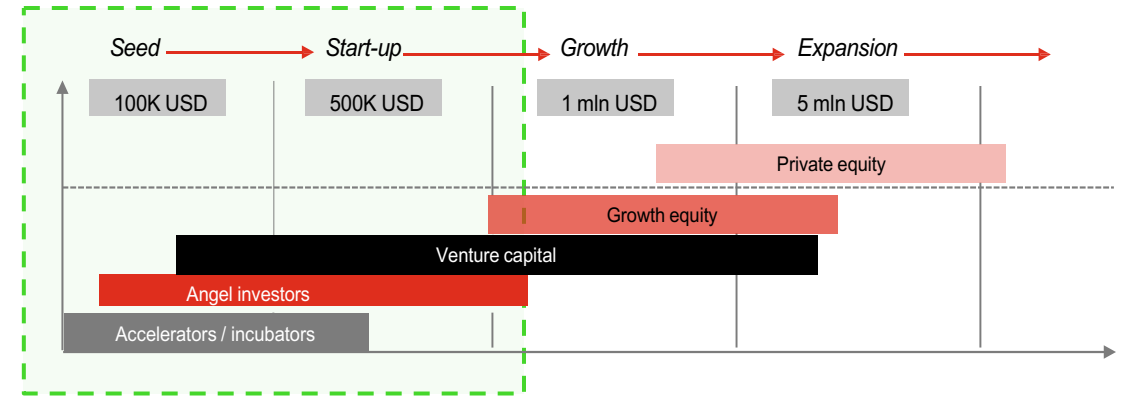 Seed
Start-up
Growth
Expansion
100K USD
500K USD
1 mln USD
5 mln USD
Private equity
Growth equity
Venture capital
Angel investors
Accelerators / incubators